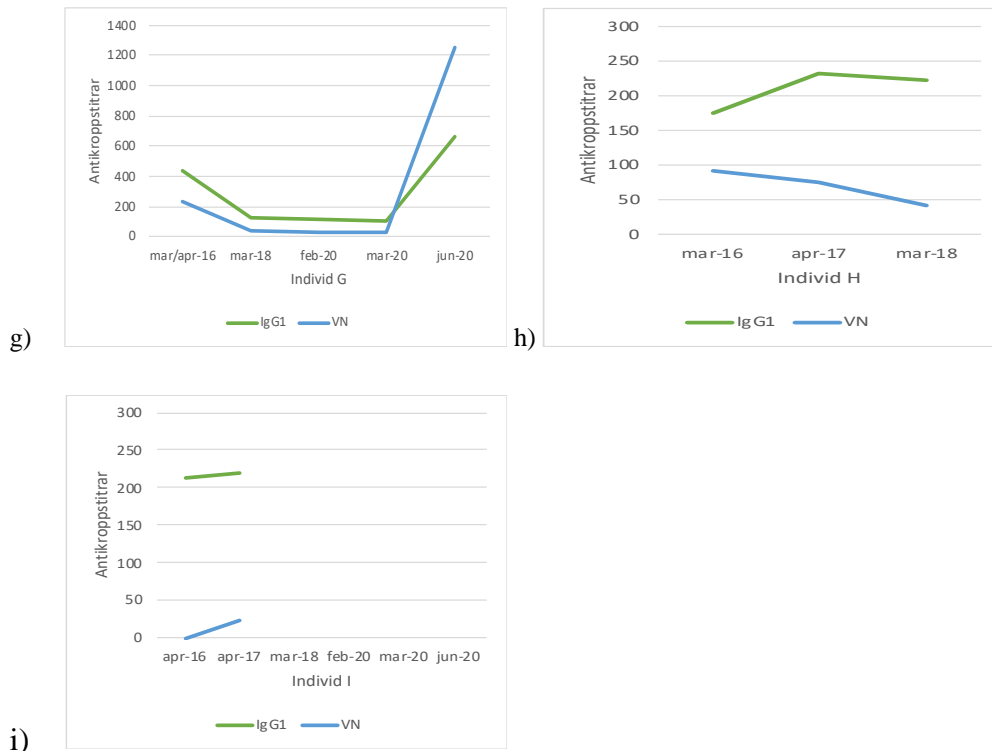 1400
1200
1000
800
600
400
200
0
Antikroppstitrar
mar/apr-16 mar-18 feb-20 mar-20 jun-20
Individ G
IgG1 VN
g)
300
250
200
150
100
50
0
Antikroppstitrar
mar-16 apr-17 mar-18
Individ H
IgG1 VN
h)
300
250
200
150
100
50
0
Antikroppstitrar
apr-16 apr-17 mar-18 feb-20 mar-20 jun-20
Individ I
IgG1 VN
i)